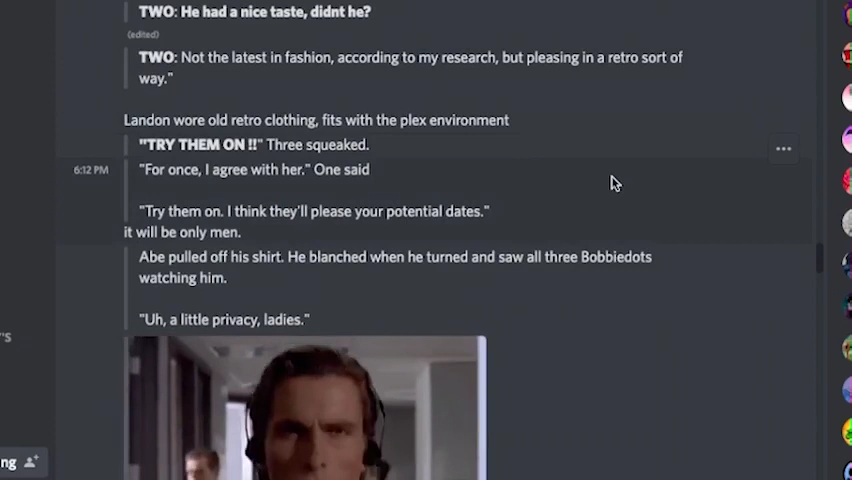 TWO: He had a nice taste, didnt he?
(edited)
TWO: Not the latest in fashion, according to my research, but pleasing in a retro sort of
way."
Landon wore old retro clothing, fits with the plex environment
"TRY THEM ON !!" Three squeaked.
6:12 PM
"For once, I agree with her." One said
"Try them on. I think they'll please your potential dates."
it will be only men.
Abe pulled off his shirt. He blanched when he turned and saw all three Bobbiedots
watching him.
"Uh, a little privacy, ladies."
'S
ng